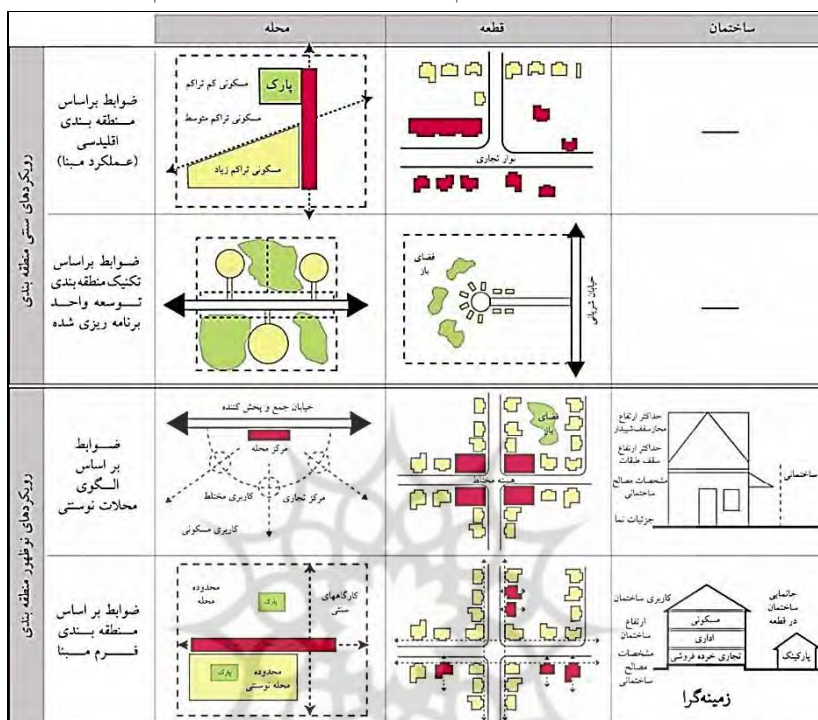 ساختمان
قطعه
محله
رویکردهای سنتی منطقه بندی
ضوابط براساس
منطقه بندی
اقلیدسی
(عملکرد مبنا)
مسکونی کم تراکم
پارک
مسکونی تراکم متوسط
مسکونی تراکم زیاد
نوار تجاری
ضوابط براساس
تکنیک منطقه بندی
توسعه واحد
برنامه ریزی شده
فضای
باز
خیابان شریانی
رویکردهای نوظهور منطقه بندی
ضوابط
بر اساس
الگوی
محلات نوسنتی
خیابان جمع و پخش کننده
مرکز محله
مرکز تجاری
کاربری مختلط
کاربری مسکونی
فضای
باز
هسته مختلط
حداکثر ارتفاع
مجاز سقف شیبدار
حداکثر ارتفاع
سقف طبقات
مشخصات مصالح
ساختمانی
جزئیات نما
ساختمانی
ضوابط بر اساس
منطقه بندی
فرم مبنا
محدوده
محله
پارک
کارگاههای
سنتی
پارک
محدوده
محله نوسنتی
کاربری ساختمان
ارتفاع
ساختمان
مشخصات
مصالح
ساختمانی
مسکونی
اداری
تجاری خرده فروشی
جانمایی
ساختمان
در قطعه
پارکینگ
زمینه‌گرا